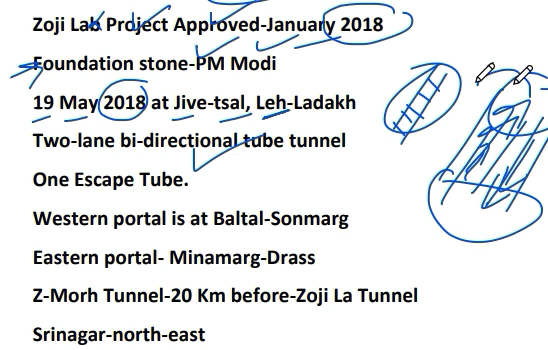 Zoji Lab Project Approved-January 2018
Foundation stone-PM Modi
19 May 2018 at Jive-tsal, Leh-Ladakh
Two-lane bi-directional tube tunnel
One Escape Tube.
Western portal is at Baltal-Sonmarg
Eastern portal- Minamarg-Drass
Z-Morh Tunnel-20 Km before-Zoji La Tunnel
Srinagar-north-east